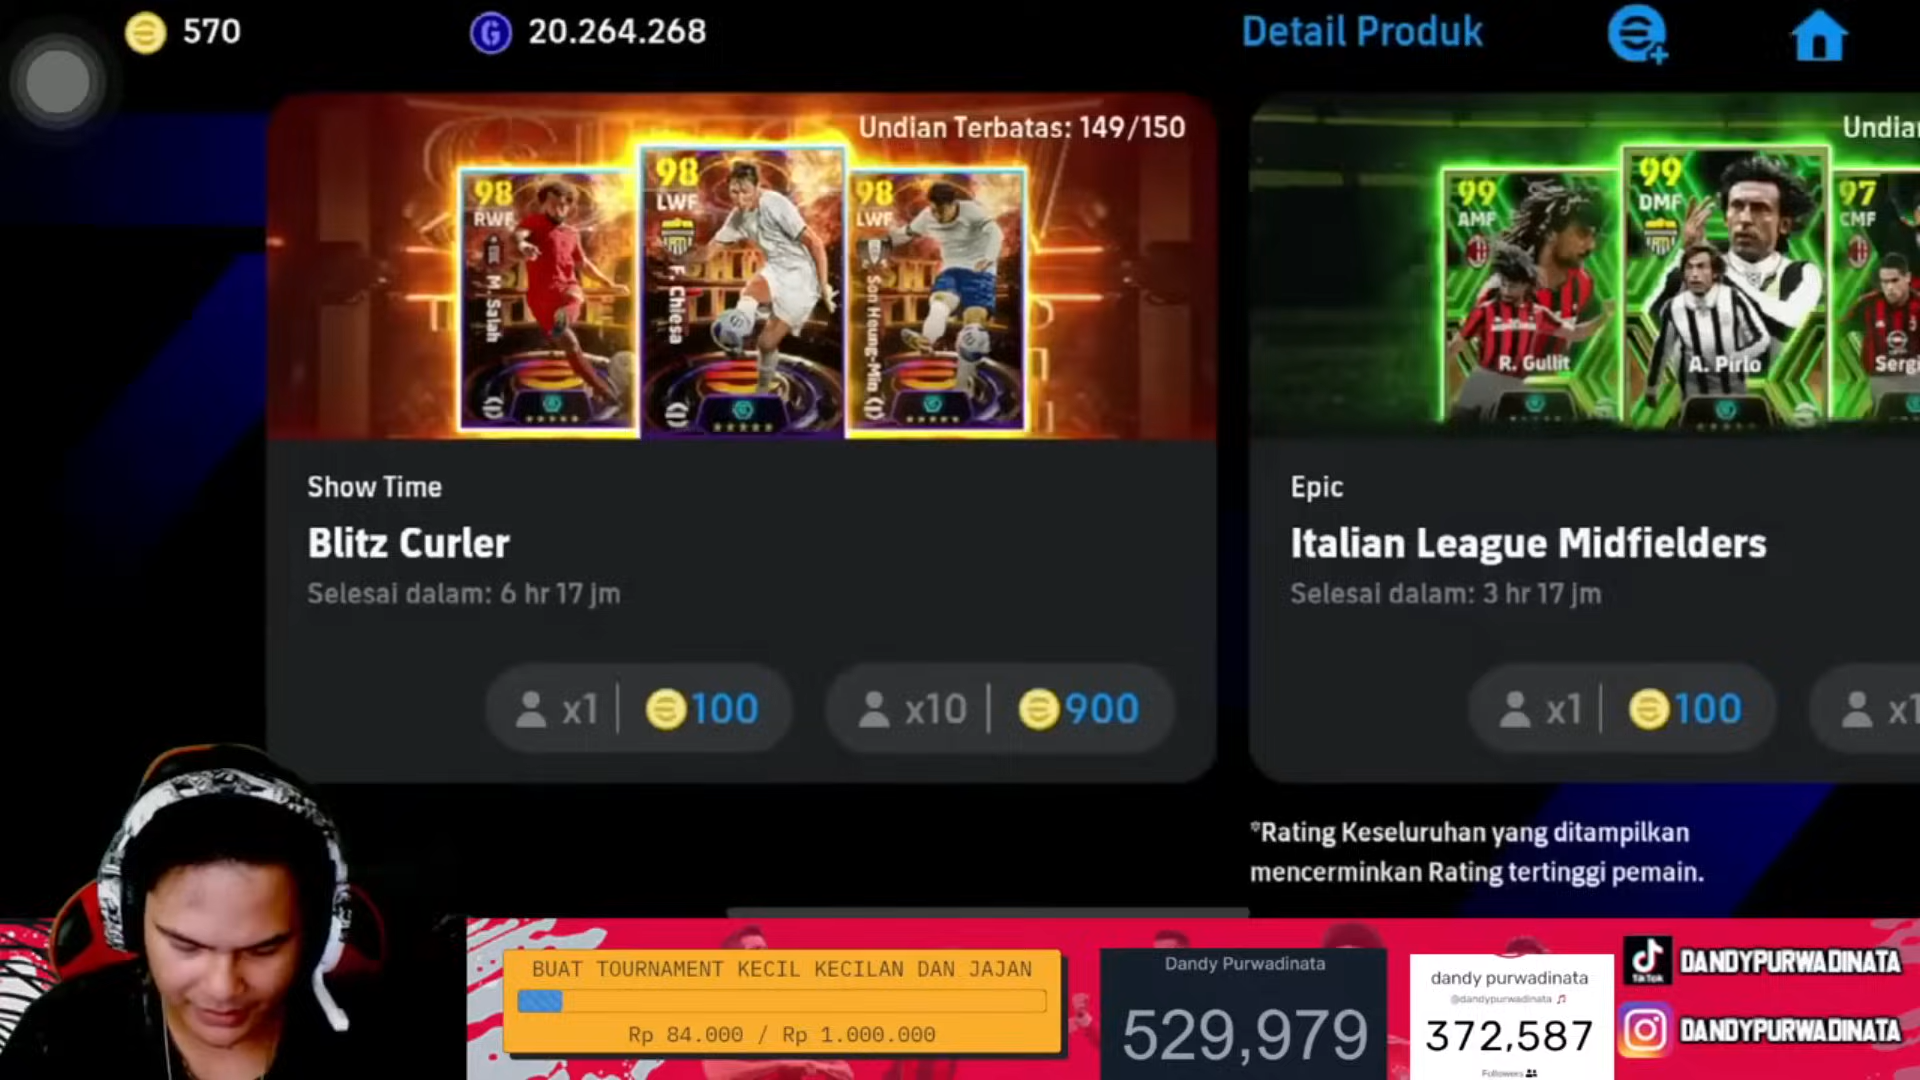 570
20.264.268
Detail Produk
Undian Terbatas: 149/150
98
RWF
M. Salah
98
LWF
F. Chiesa
98
LWF
Son Heung-Min
Show Time
Blitz Curler
Selesai dalam: 6 hr 17 jm
x1
100
x10
900
99
AMF
R. Gullit
99
DMF
A. Pirlo
97
CMF
Epic
Italian League Midfielders
Selesai dalam: 3 hr 17 jm
x1
100
*Rating Keseluruhan yang ditampilkan
mencerminkan Rating tertinggi pemain.
BUAT TOURNAMENT KECIL KECILAN DAN JAJAN
Rp 84.000 / Rp 1.000.000
Dandy Purwadinata
529,979
dandy purwadinata
@dandypurwadinata
372,587
Followers
TikTok
DANDYPURWADINATA
DANDYPURWADINATA